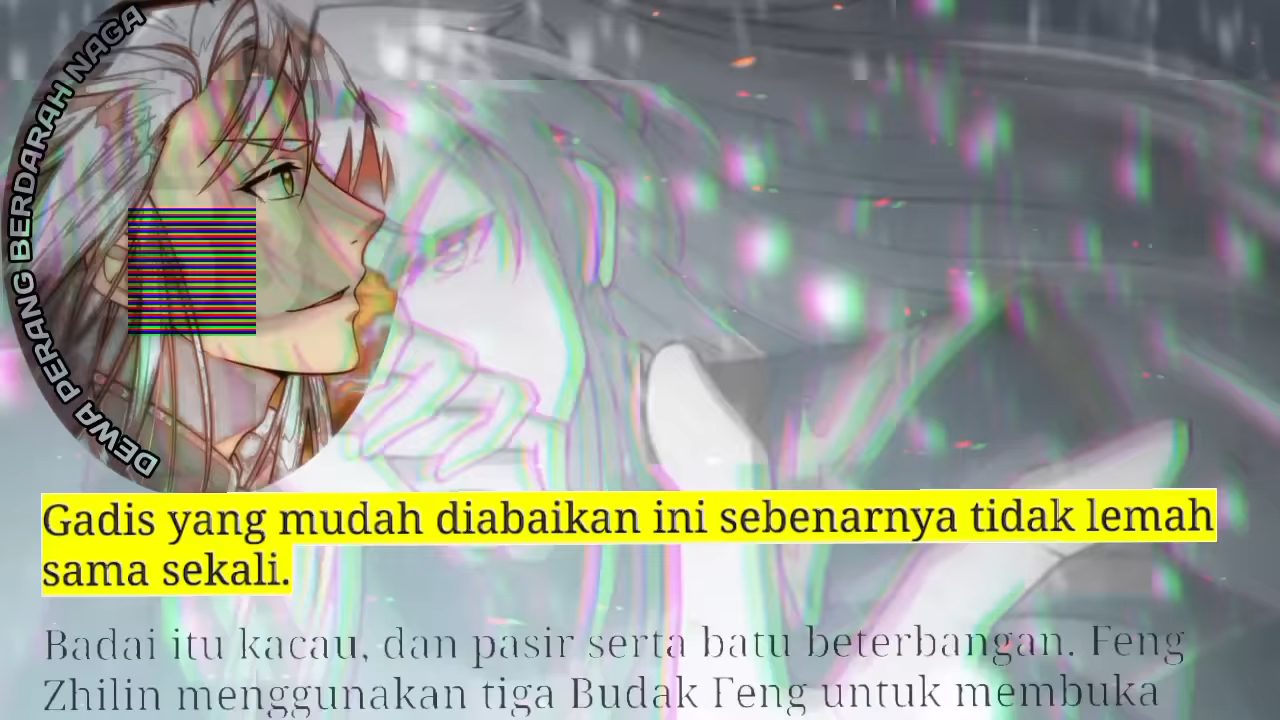 DEWA PERANG BERDARAH NAGA
Gadis yang mudah diabaikan ini sebenarnya tidak lemah
sama sekali.
Badai itu kacau, dan pasir serta batu beterbangan. Feng
Zhilin menggunakan tiga Budak Feng untuk membuka